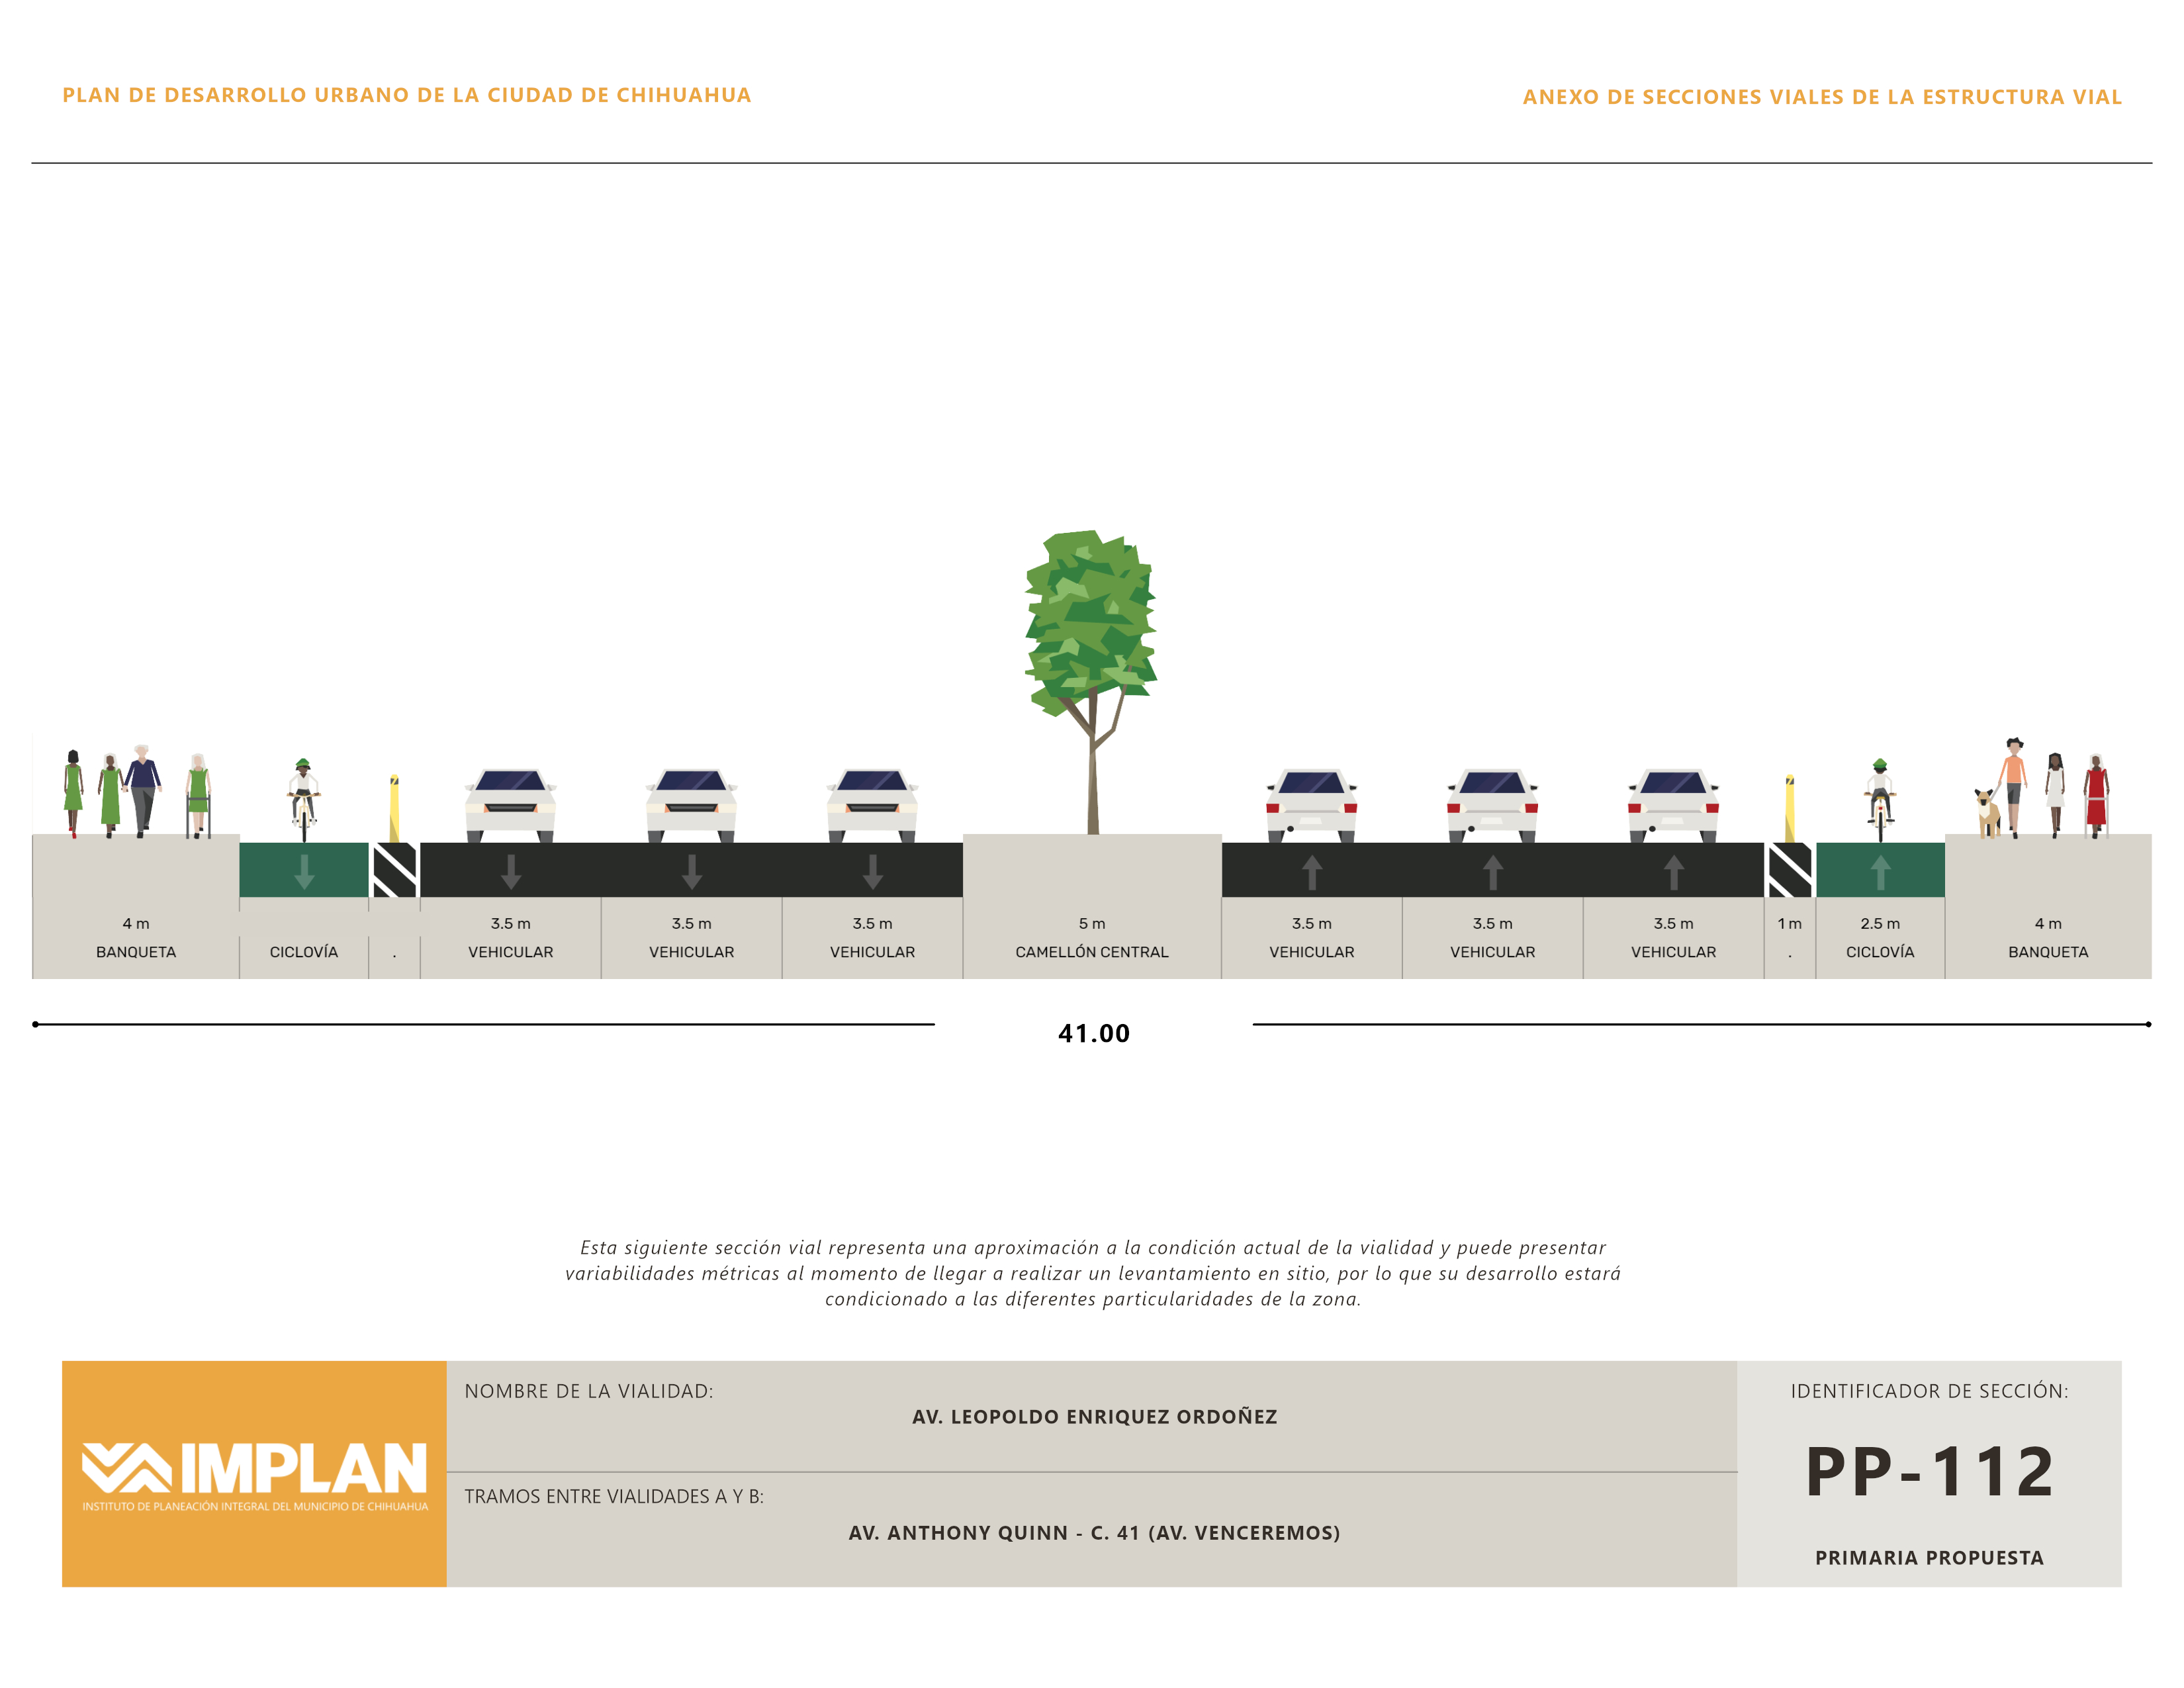 PLAN DE DESARROLLO URBANO DE LA CIUDAD DE CHIHUAHUA
ANEXO DE SECCIONES VIALES DE LA ESTRUCTURA VIAL
4 m 3.5 m 3.5 m 3.5 m 5 m 3.5 m 3.5 m 3.5 m 1 m 2.5 m 4 m
BANQUETA CICLOVÍA . VEHICULAR VEHICULAR VEHICULAR CAMELLÓN CENTRAL VEHICULAR VEHICULAR VEHICULAR . CICLOVÍA BANQUETA
41.00
Esta siguiente sección vial representa una aproximación a la condición actual de la vialidad y puede presentar
variabilidades métricas al momento de llegar a realizar un levantamiento en sitio, por lo que su desarrollo estará
condicionado a las diferentes particularidades de la zona.
IMPLAN
INSTITUTO DE PLANEACIÓN INTEGRAL DEL MUNICIPIO DE CHIHUAHUA
NOMBRE DE LA VIALIDAD:
AV. LEOPOLDO ENRIQUEZ ORDOÑEZ
TRAMOS ENTRE VIALIDADES A Y B:
AV. ANTHONY QUINN - C. 41 (AV. VENCEREMOS)
IDENTIFICADOR DE SECCIÓN:
PP-112
PRIMARIA PROPUESTA